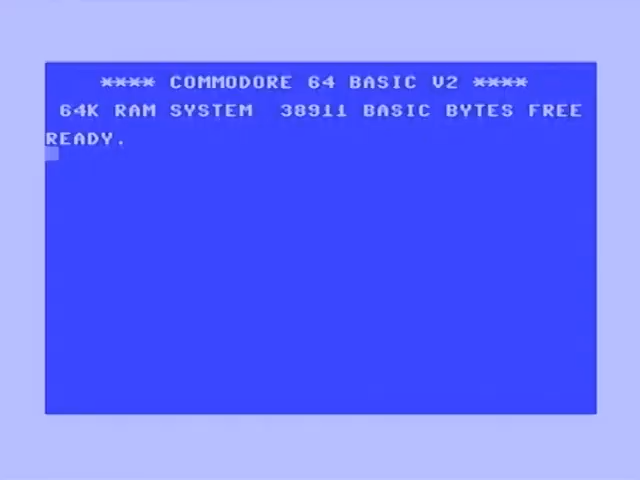 **** COMMODORE 64 BASIC V2 ****
64K RAM SYSTEM  38911 BASIC BYTES FREE
READY.